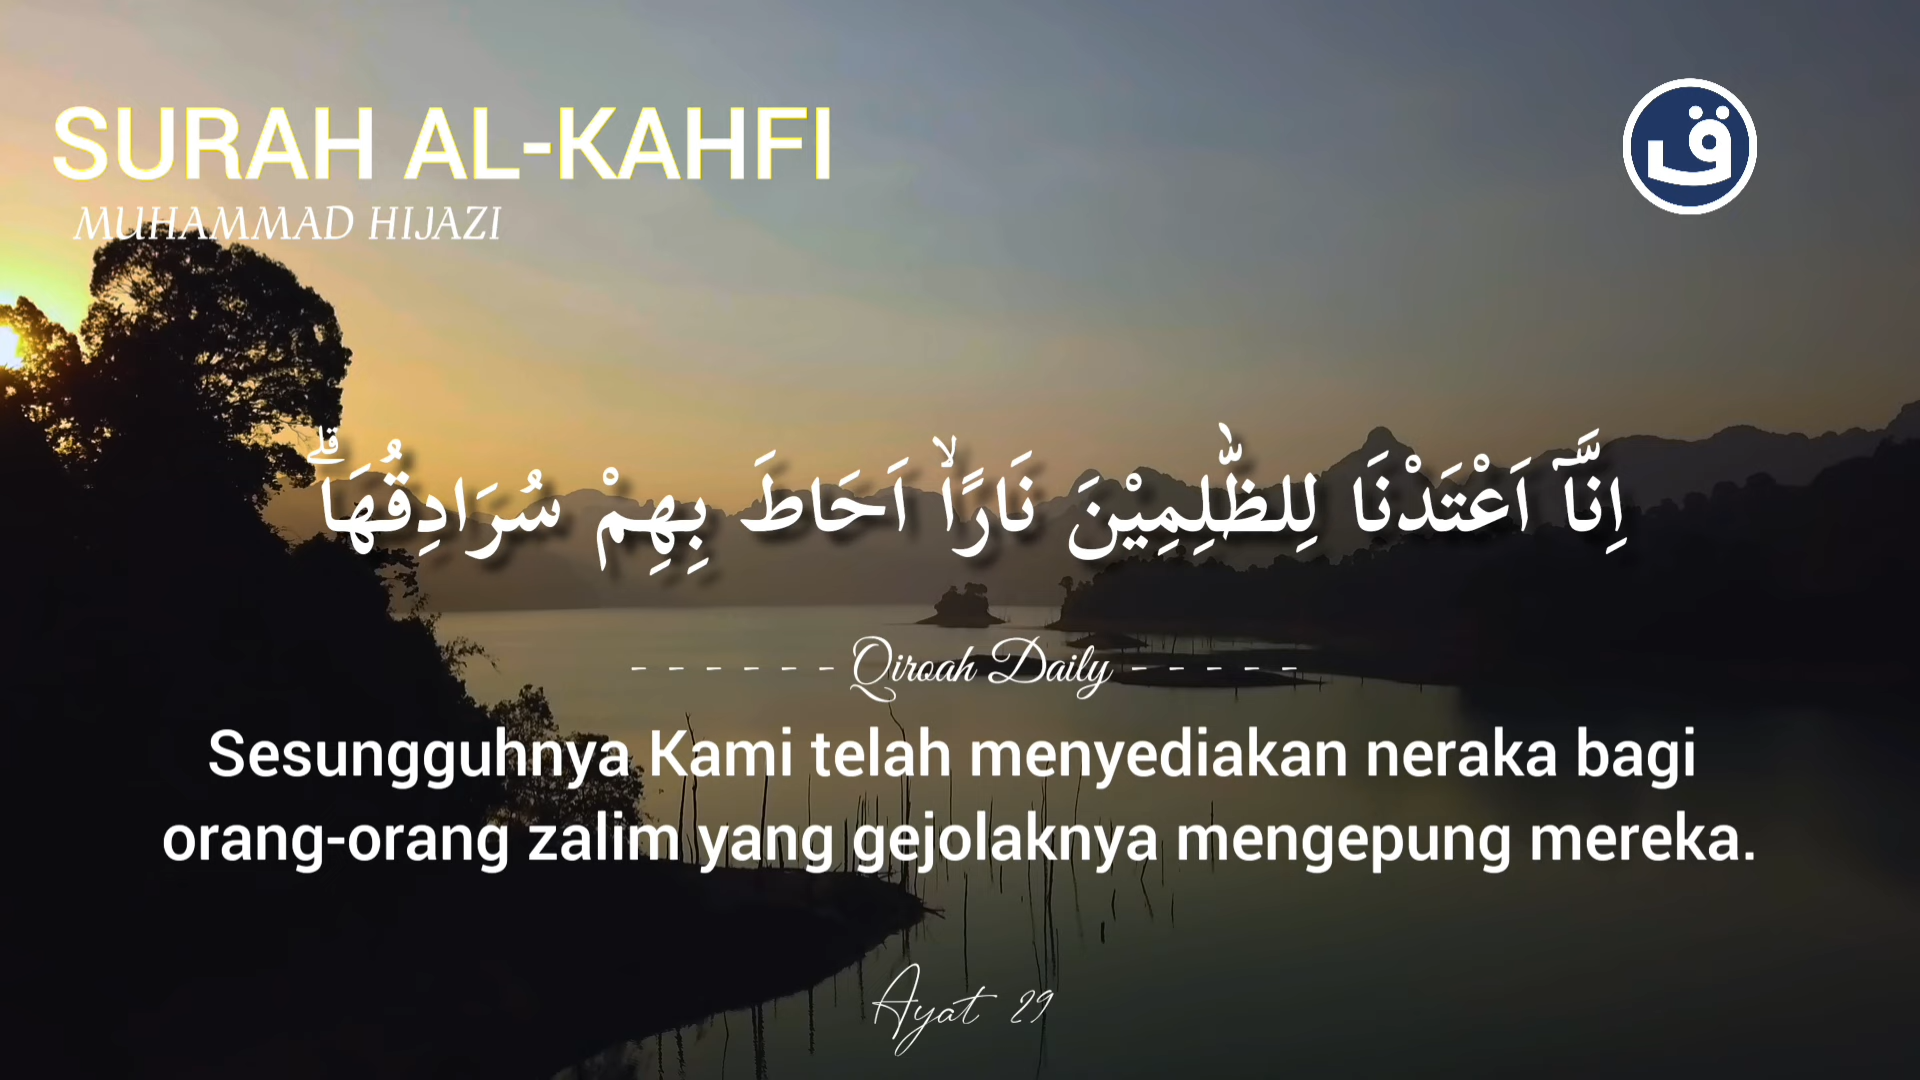 SURAH AL-KAHFI
MUHAMMAD HIJAZI
ق
اِنَّآ اَعْتَدْنَا لِلظّٰلِمِيْنَ نَارًاۙ اَحَاطَ بِهِمْ سُرَادِقُهَاۗ
- - - - - - Qiroah Daily - - - - -
Sesungguhnya Kami telah menyediakan neraka bagi
orang-orang zalim yang gejolaknya mengepung mereka.
Ayat 29